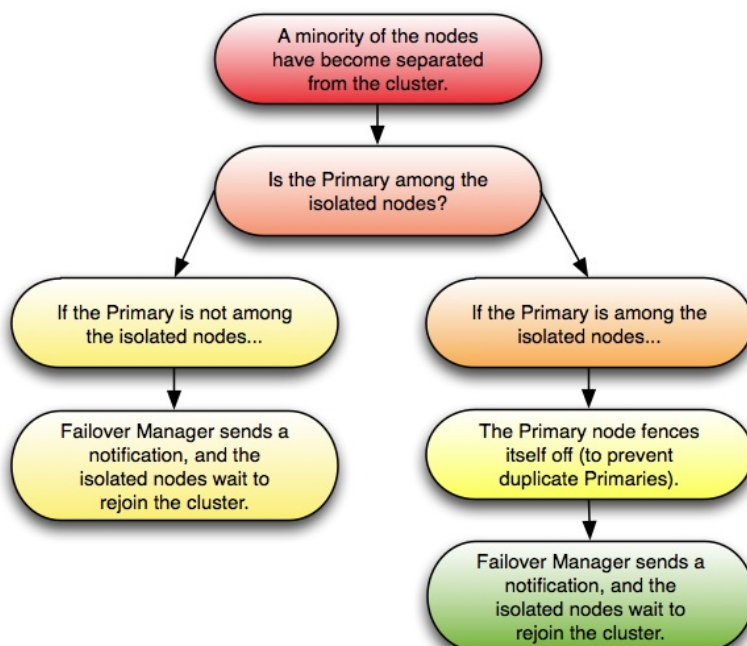 A minority of the nodes
have become separated
from the cluster.
Is the Primary among the
isolated nodes?
If the Primary is not among
the isolated nodes...
If the Primary is among the
isolated nodes...
Failover Manager sends a
notification, and the
isolated nodes wait to
rejoin the cluster.
The Primary node fences
itself off (to prevent
duplicate Primaries).
Failover Manager sends a
notification, and the
isolated nodes wait to
rejoin the cluster.